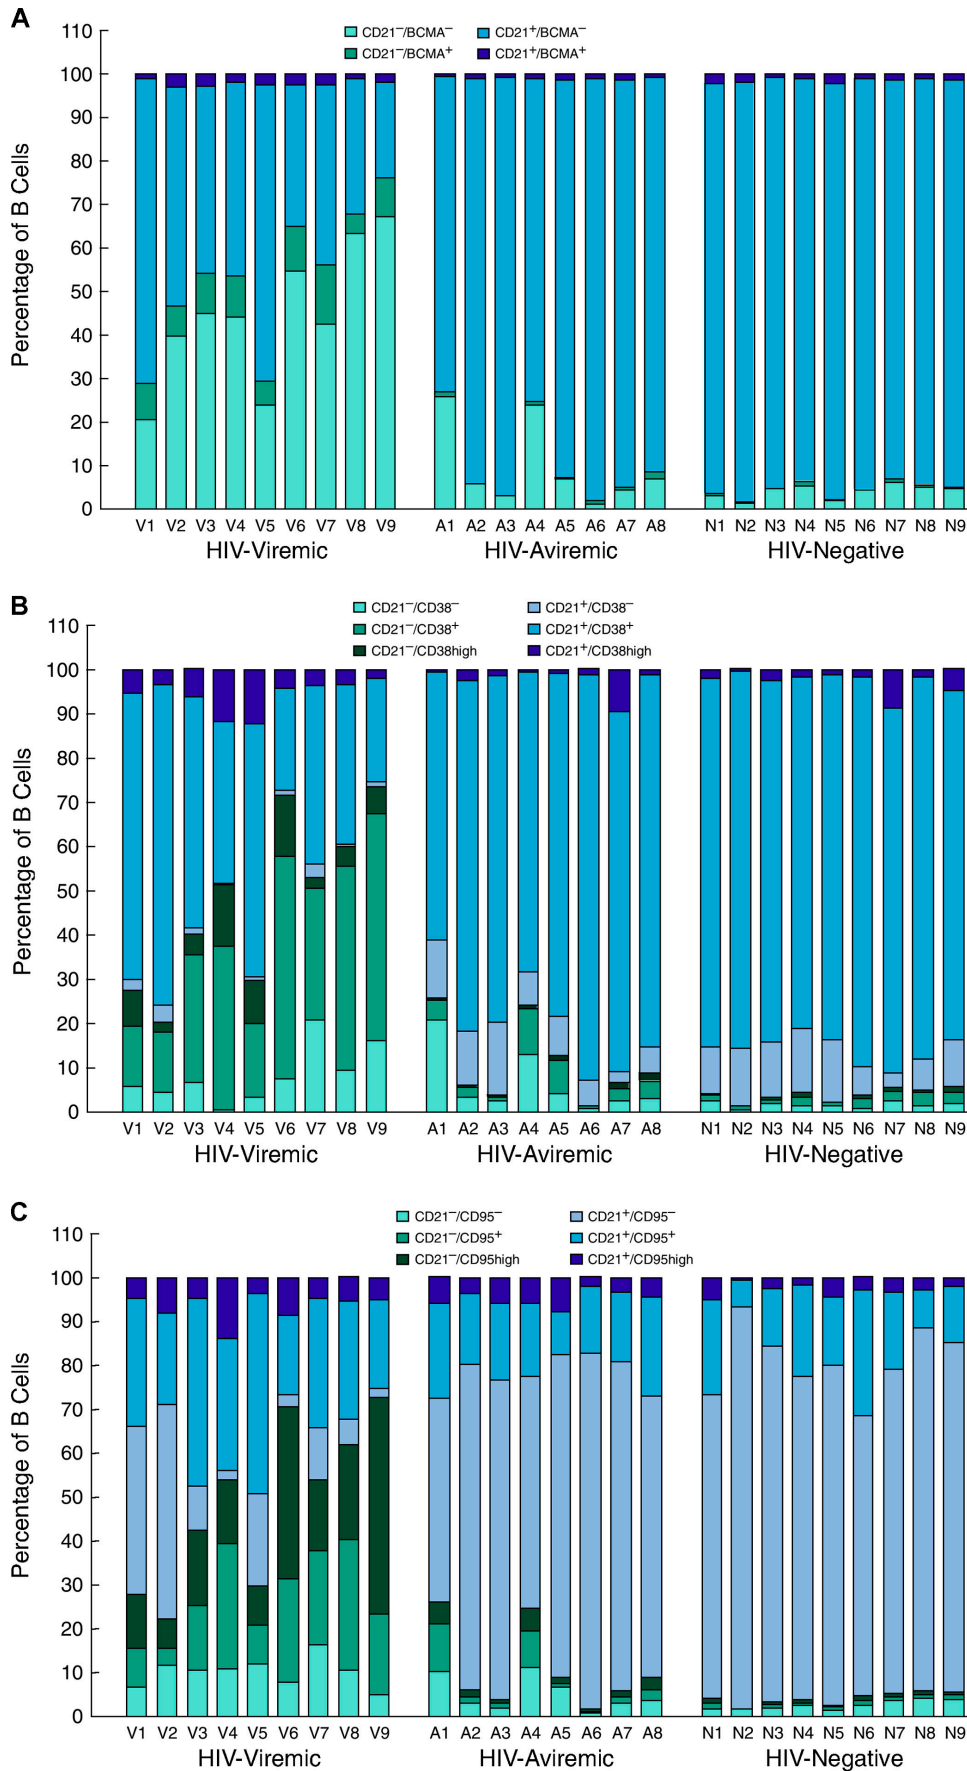 A
CD21−/BCMA− CD21+/BCMA−
CD21−/BCMA+ CD21+/BCMA+
110
100
90
80
70
60
50
40
30
20
10
0
Percentage of B Cells
V1 V2 V3 V4 V5 V6 V7 V8 V9 A1 A2 A3 A4 A5 A6 A7 A8 N1 N2 N3 N4 N5 N6 N7 N8 N9
HIV-Viremic HIV-Aviremic HIV-Negative
B
CD21−/CD38− CD21+/CD38−
CD21−/CD38+ CD21+/CD38+
CD21−/CD38high CD21+/CD38high
110
100
90
80
70
60
50
40
30
20
10
0
Percentage of B Cells
V1 V2 V3 V4 V5 V6 V7 V8 V9 A1 A2 A3 A4 A5 A6 A7 A8 N1 N2 N3 N4 N5 N6 N7 N8 N9
HIV-Viremic HIV-Aviremic HIV-Negative
C
CD21−/CD95− CD21+/CD95−
CD21−/CD95+ CD21+/CD95+
CD21−/CD95high CD21+/CD95high
110
100
90
80
70
60
50
40
30
20
10
0
Percentage of B Cells
V1 V2 V3 V4 V5 V6 V7 V8 V9 A1 A2 A3 A4 A5 A6 A7 A8 N1 N2 N3 N4 N5 N6 N7 N8 N9
HIV-Viremic HIV-Aviremic HIV-Negative